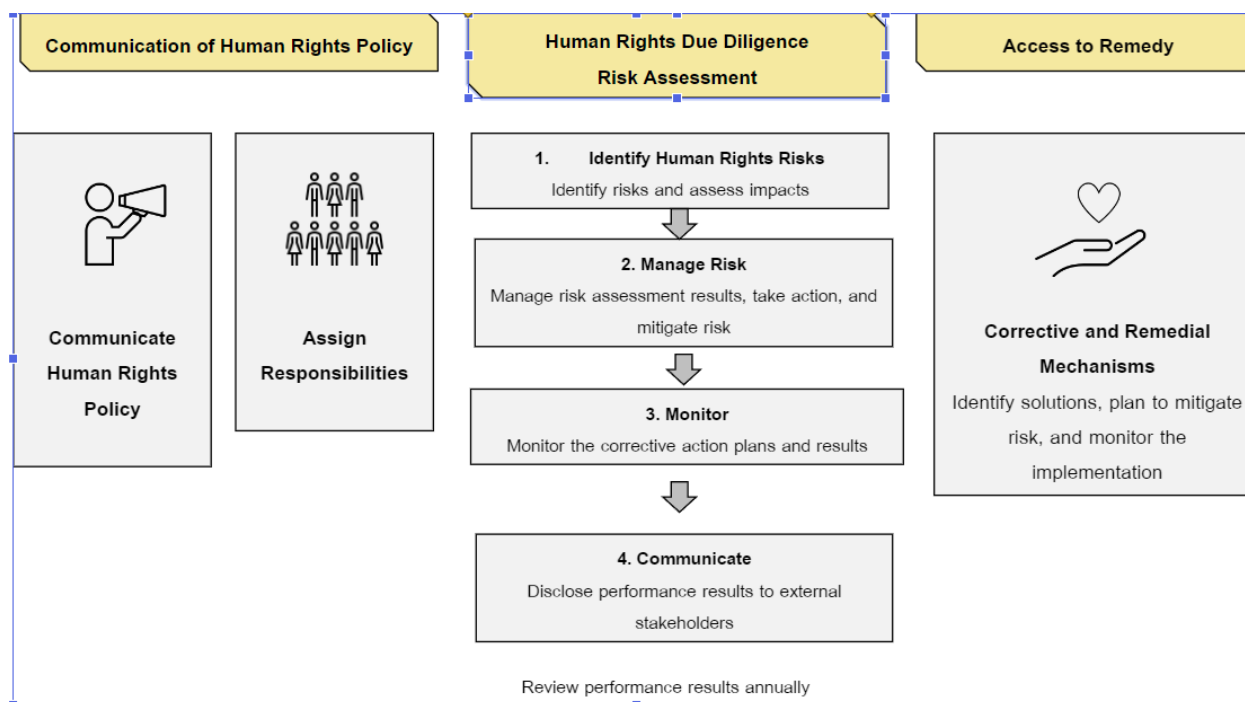 Communication of Human Rights Policy
Human Rights Due Diligence
Risk Assessment
Access to Remedy
Communicate
Human Rights
Policy
Assign
Responsibilities
1. Identify Human Rights Risks
Identify risks and assess impacts
2. Manage Risk
Manage risk assessment results, take action, and
mitigate risk
3. Monitor
Monitor the corrective action plans and results
4. Communicate
Disclose performance results to external
stakeholders
Review performance results annually
Corrective and Remedial
Mechanisms
Identify solutions, plan to mitigate
risk, and monitor the
implementation